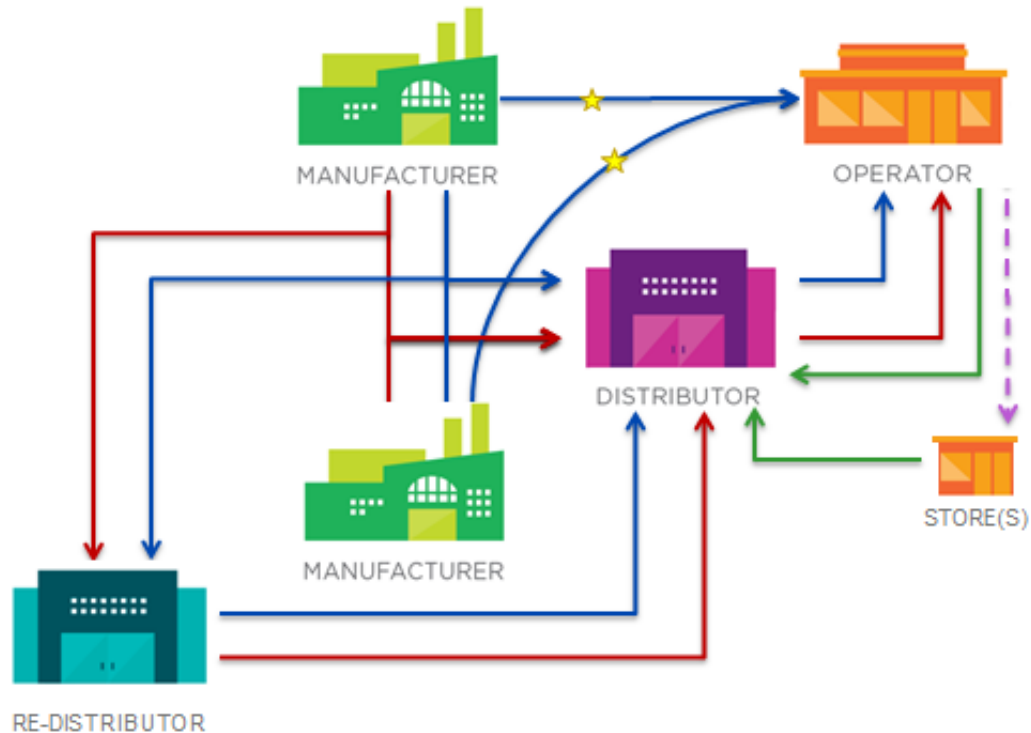 MANUFACTURER
OPERATOR
DISTRIBUTOR
STORE(S)
MANUFACTURER
RE-DISTRIBUTOR